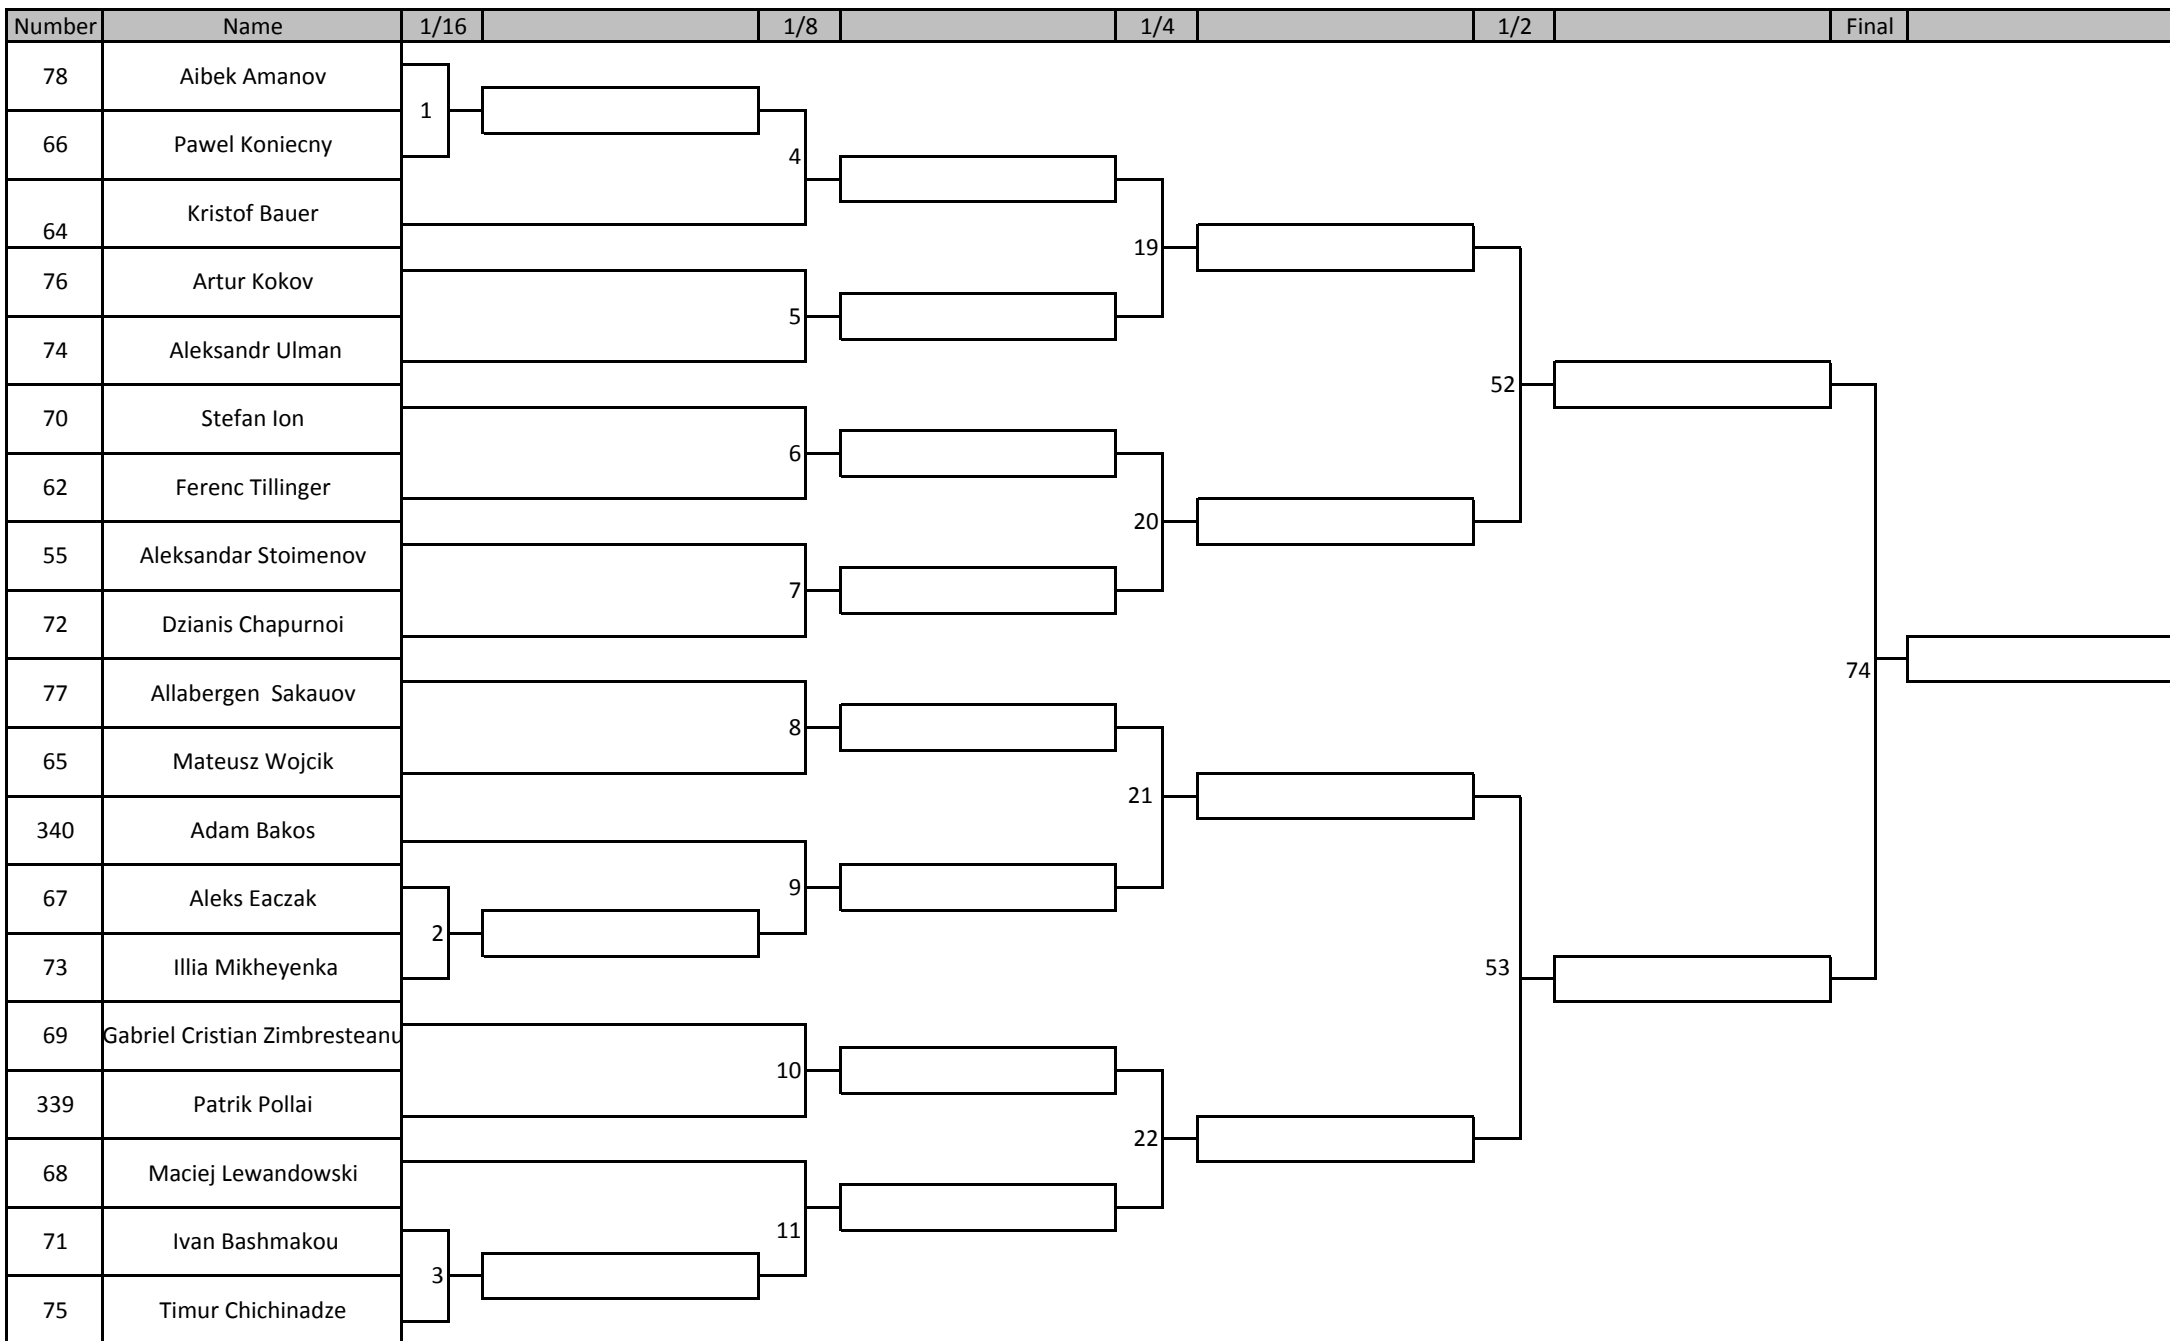 Number Name 1/16 1/8 1/4 1/2 Final
78 Aibek Amanov
1
66 Pawel Koniecny
4
64 Kristof Bauer
19
76 Artur Kokov
5
74 Aleksandr Ulman
52
70 Stefan Ion
6
62 Ferenc Tillinger
20
55 Aleksandar Stoimenov
7
72 Dzianis Chapurnoi
74
77 Allabergen  Sakauov
8
65 Mateusz Wojcik
21
340 Adam Bakos
9
67 Aleks Eaczak
2
73 Illia Mikheyenka
53
69 Gabriel Cristian Zimbresteanu
10
339 Patrik Pollai
22
68 Maciej Lewandowski
11
71 Ivan Bashmakou
3
75 Timur Chichinadze